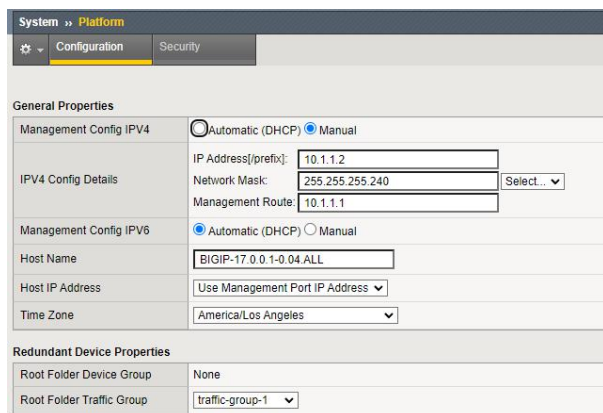 System ›› Platform
Configuration Security
General Properties
Management Config IPV4 Automatic (DHCP) Manual
IPV4 Config Details
IP Address[/prefix]: 10.1.1.2
Network Mask: 255.255.255.240 Select...
Management Route: 10.1.1.1
Management Config IPV6 Automatic (DHCP) Manual
Host Name BIGIP-17.0.0.1-0.04.ALL
Host IP Address Use Management Port IP Address
Time Zone America/Los Angeles
Redundant Device Properties
Root Folder Device Group None
Root Folder Traffic Group traffic-group-1